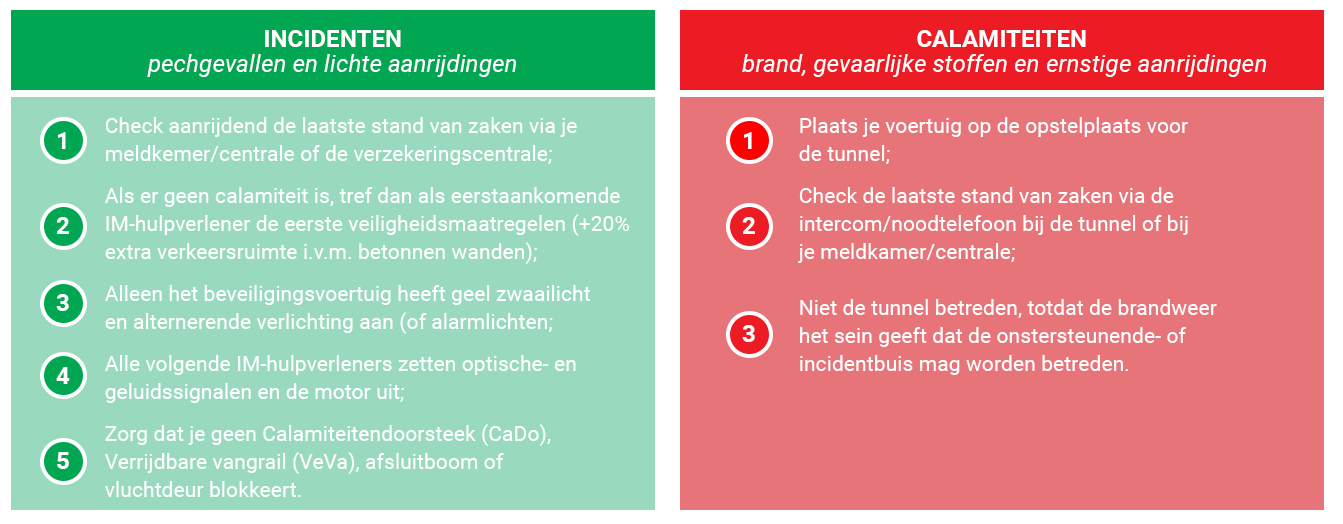 INCIDENTEN
pechgevallen en lichte aanrijdingen
1
Check aanrijdend de laatste stand van zaken via je
meldkemer/centrale of de verzekeringscentrale;
2
Als er geen calamiteit is, tref dan als eerstaankomende
IM-hulpverlener de eerste veiligheidsmaatregelen (+20%
extra verkeersruimte i.v.m. betonnen wanden);
3
Alleen het beveiligingsvoertuig heeft geel zwaailicht
en alternerende verlichting aan (of alarmlichten;
4
Alle volgende IM-hulpverleners zetten optische- en
geluidssignalen en de motor uit;
5
Zorg dat je geen Calamiteitendoorsteek (CaDo),
Verrijdbare vangrail (VeVa), afsluitboom of
vluchtdeur blokkeert.
CALAMITEITEN
brand, gevaarlijke stoffen en ernstige aanrijdingen
1
Plaats je voertuig op de opstelplaats voor
de tunnel;
2
Check de laatste stand van zaken via de
intercom/noodtelefoon bij de tunnel of bij
je meldkamer/centrale;
3
Niet de tunnel betreden, totdat de brandweer
het sein geeft dat de onstersteunende- of
incidentbuis mag worden betreden.